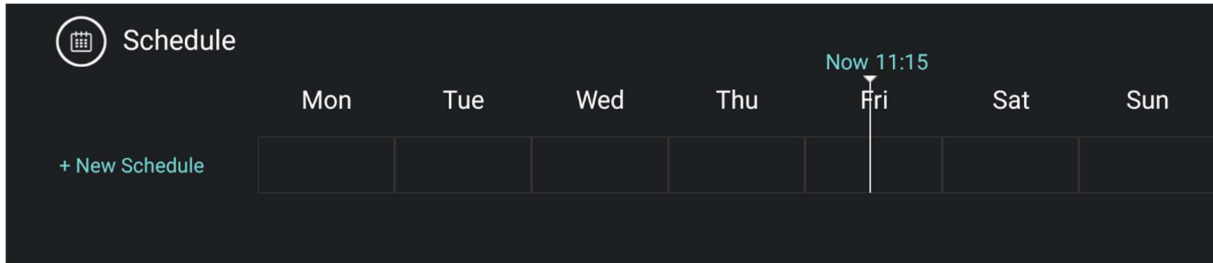 Schedule
Now 11:15
Mon Tue Wed Thu Fri Sat Sun
+ New Schedule